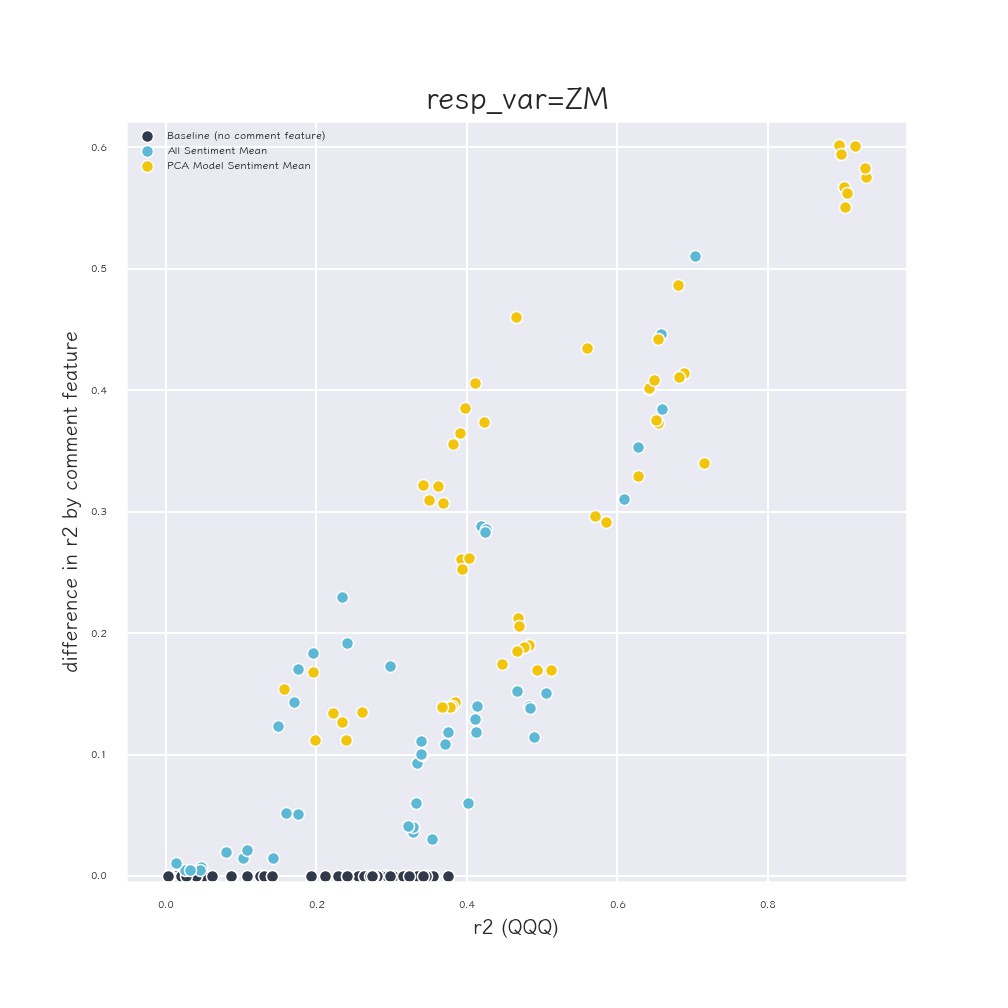 resp_var=ZM
Baseline (no comment feature)
All Sentiment Mean
PCA Model Sentiment Mean
difference in r2 by comment feature
0.6
0.5
0.4
0.3
0.2
0.1
0.0
0.0 0.2 0.4 0.6 0.8
r2 (QQQ)